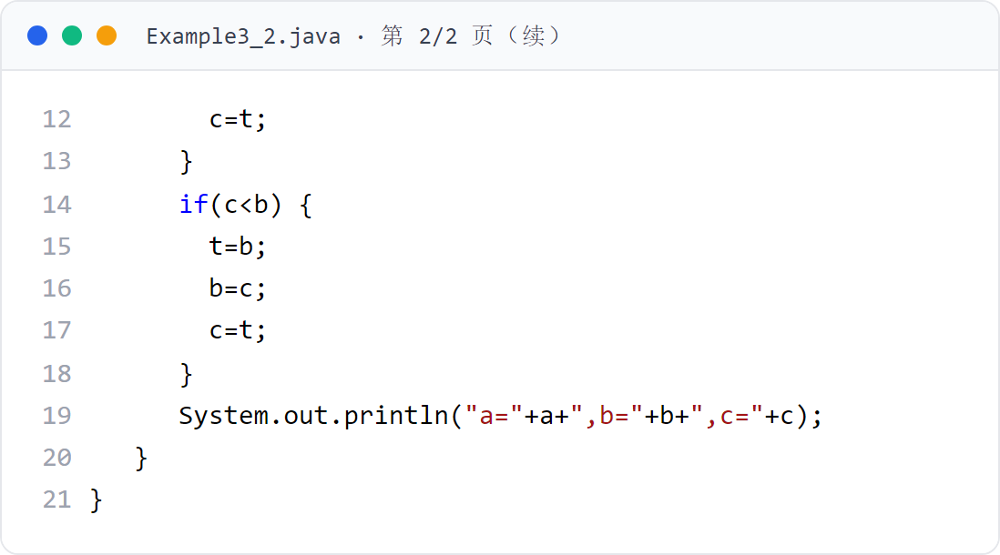 Example3_2.java · 第 2/2 页（续）
12 c=t;
13 }
14 if(c<b) {
15 t=b;
16 b=c;
17 c=t;
18 }
19 System.out.println("a="+a+",b="+b+",c="+c);
20 }
21 }